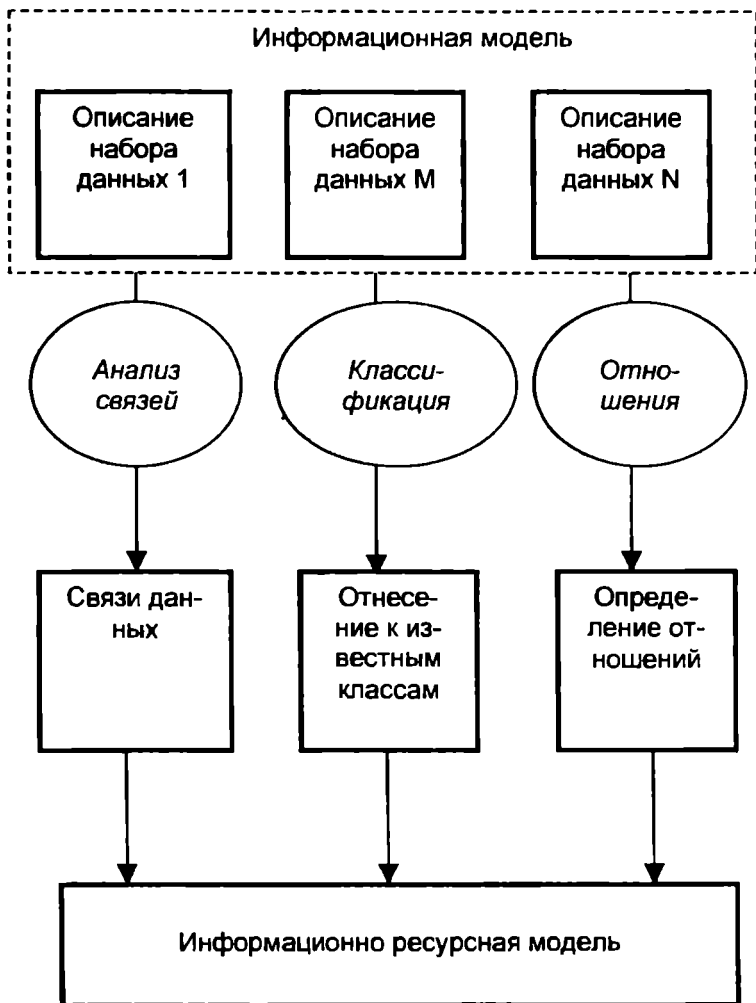 Информационная модель
Описание
набора
данных 1
Описание
набора
данных М
Описание
набора
данных N
Анализ
связей
Класси-
фикация
Отно-
шения
Связи дан-
ных
Отнесе-
ние к из-
вестным
классам
Опреде-
ление от-
ношений
Информационно ресурсная модель